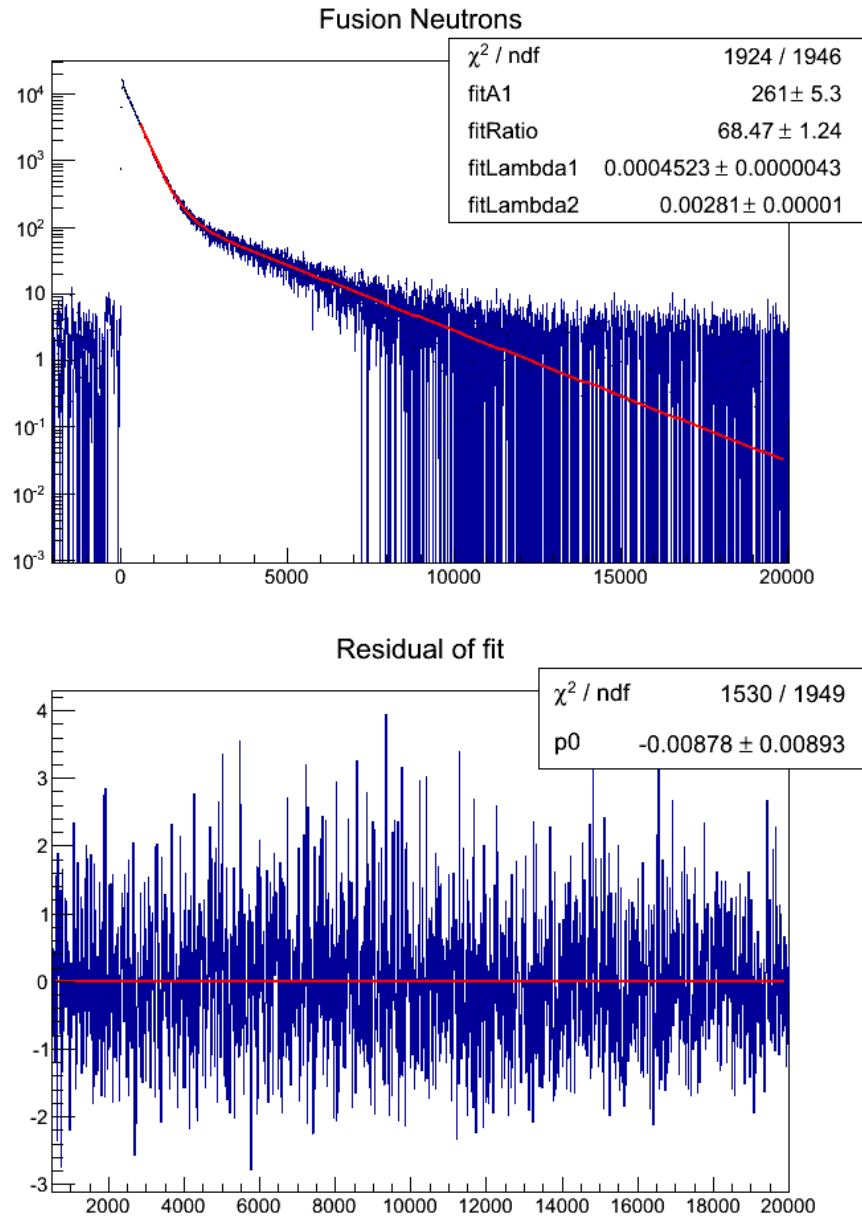 Fusion Neutrons
χ² / ndf 1924 / 1946
fitA1 261± 5.3
fitRatio 68.47 ± 1.24
fitLambda1 0.0004523 ± 0.0000043
fitLambda2 0.00281± 0.00001
10⁴
10³
10²
10
1
10⁻¹
10⁻²
10⁻³
0 5000 10000 15000 20000
Residual of fit
χ² / ndf 1530 / 1949
p0 -0.00878 ± 0.00893
4
3
2
1
0
-1
-2
-3
2000 4000 6000 8000 10000 12000 14000 16000 18000 20000